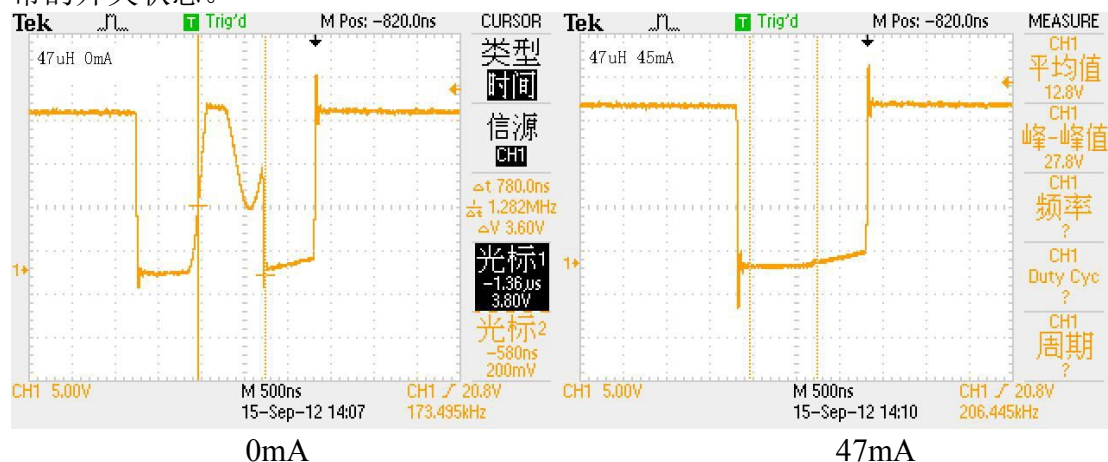 Tek Trig'd M Pos: -820.0ns CURSOR
47uH 0mA
类型
时间
信源
CH1
△t 780.0ns
1/△t 1.282MHz
△V 3.60V
光标1
-1.36us
3.80V
光标2
-580ns
200mV
1
CH1 5.00V M 500ns CH1 20.8V
15-Sep-12 14:07 173.495kHz
0mA
Tek Trig'd M Pos: -820.0ns MEASURE
47uH 45mA
CH1
平均值
12.8V
CH1
峰-峰值
27.8V
CH1
频率
?
CH1
Duty Cyc
?
CH1
周期
?
1
CH1 5.00V M 500ns CH1 20.8V
15-Sep-12 14:10 206.445kHz
47mA